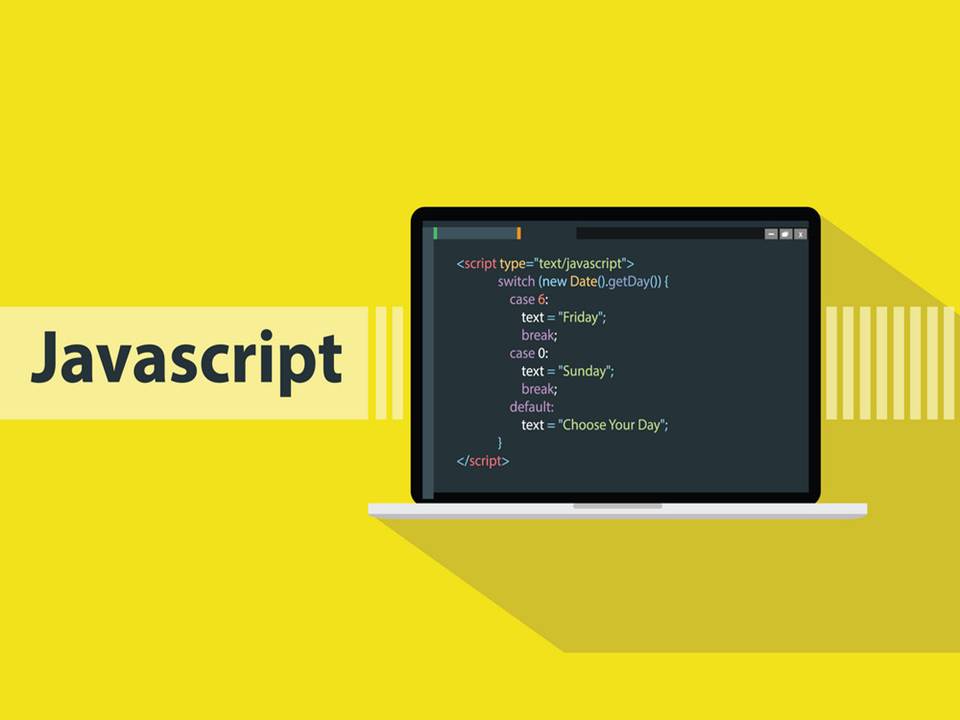 Javascript
<script type="text/javascript">
switch (new Date().getDay()) {
case 6:
text = "Friday";
break;
case 0:
text = "Sunday";
break;
default:
text = "Choose Your Day";
}
</script>